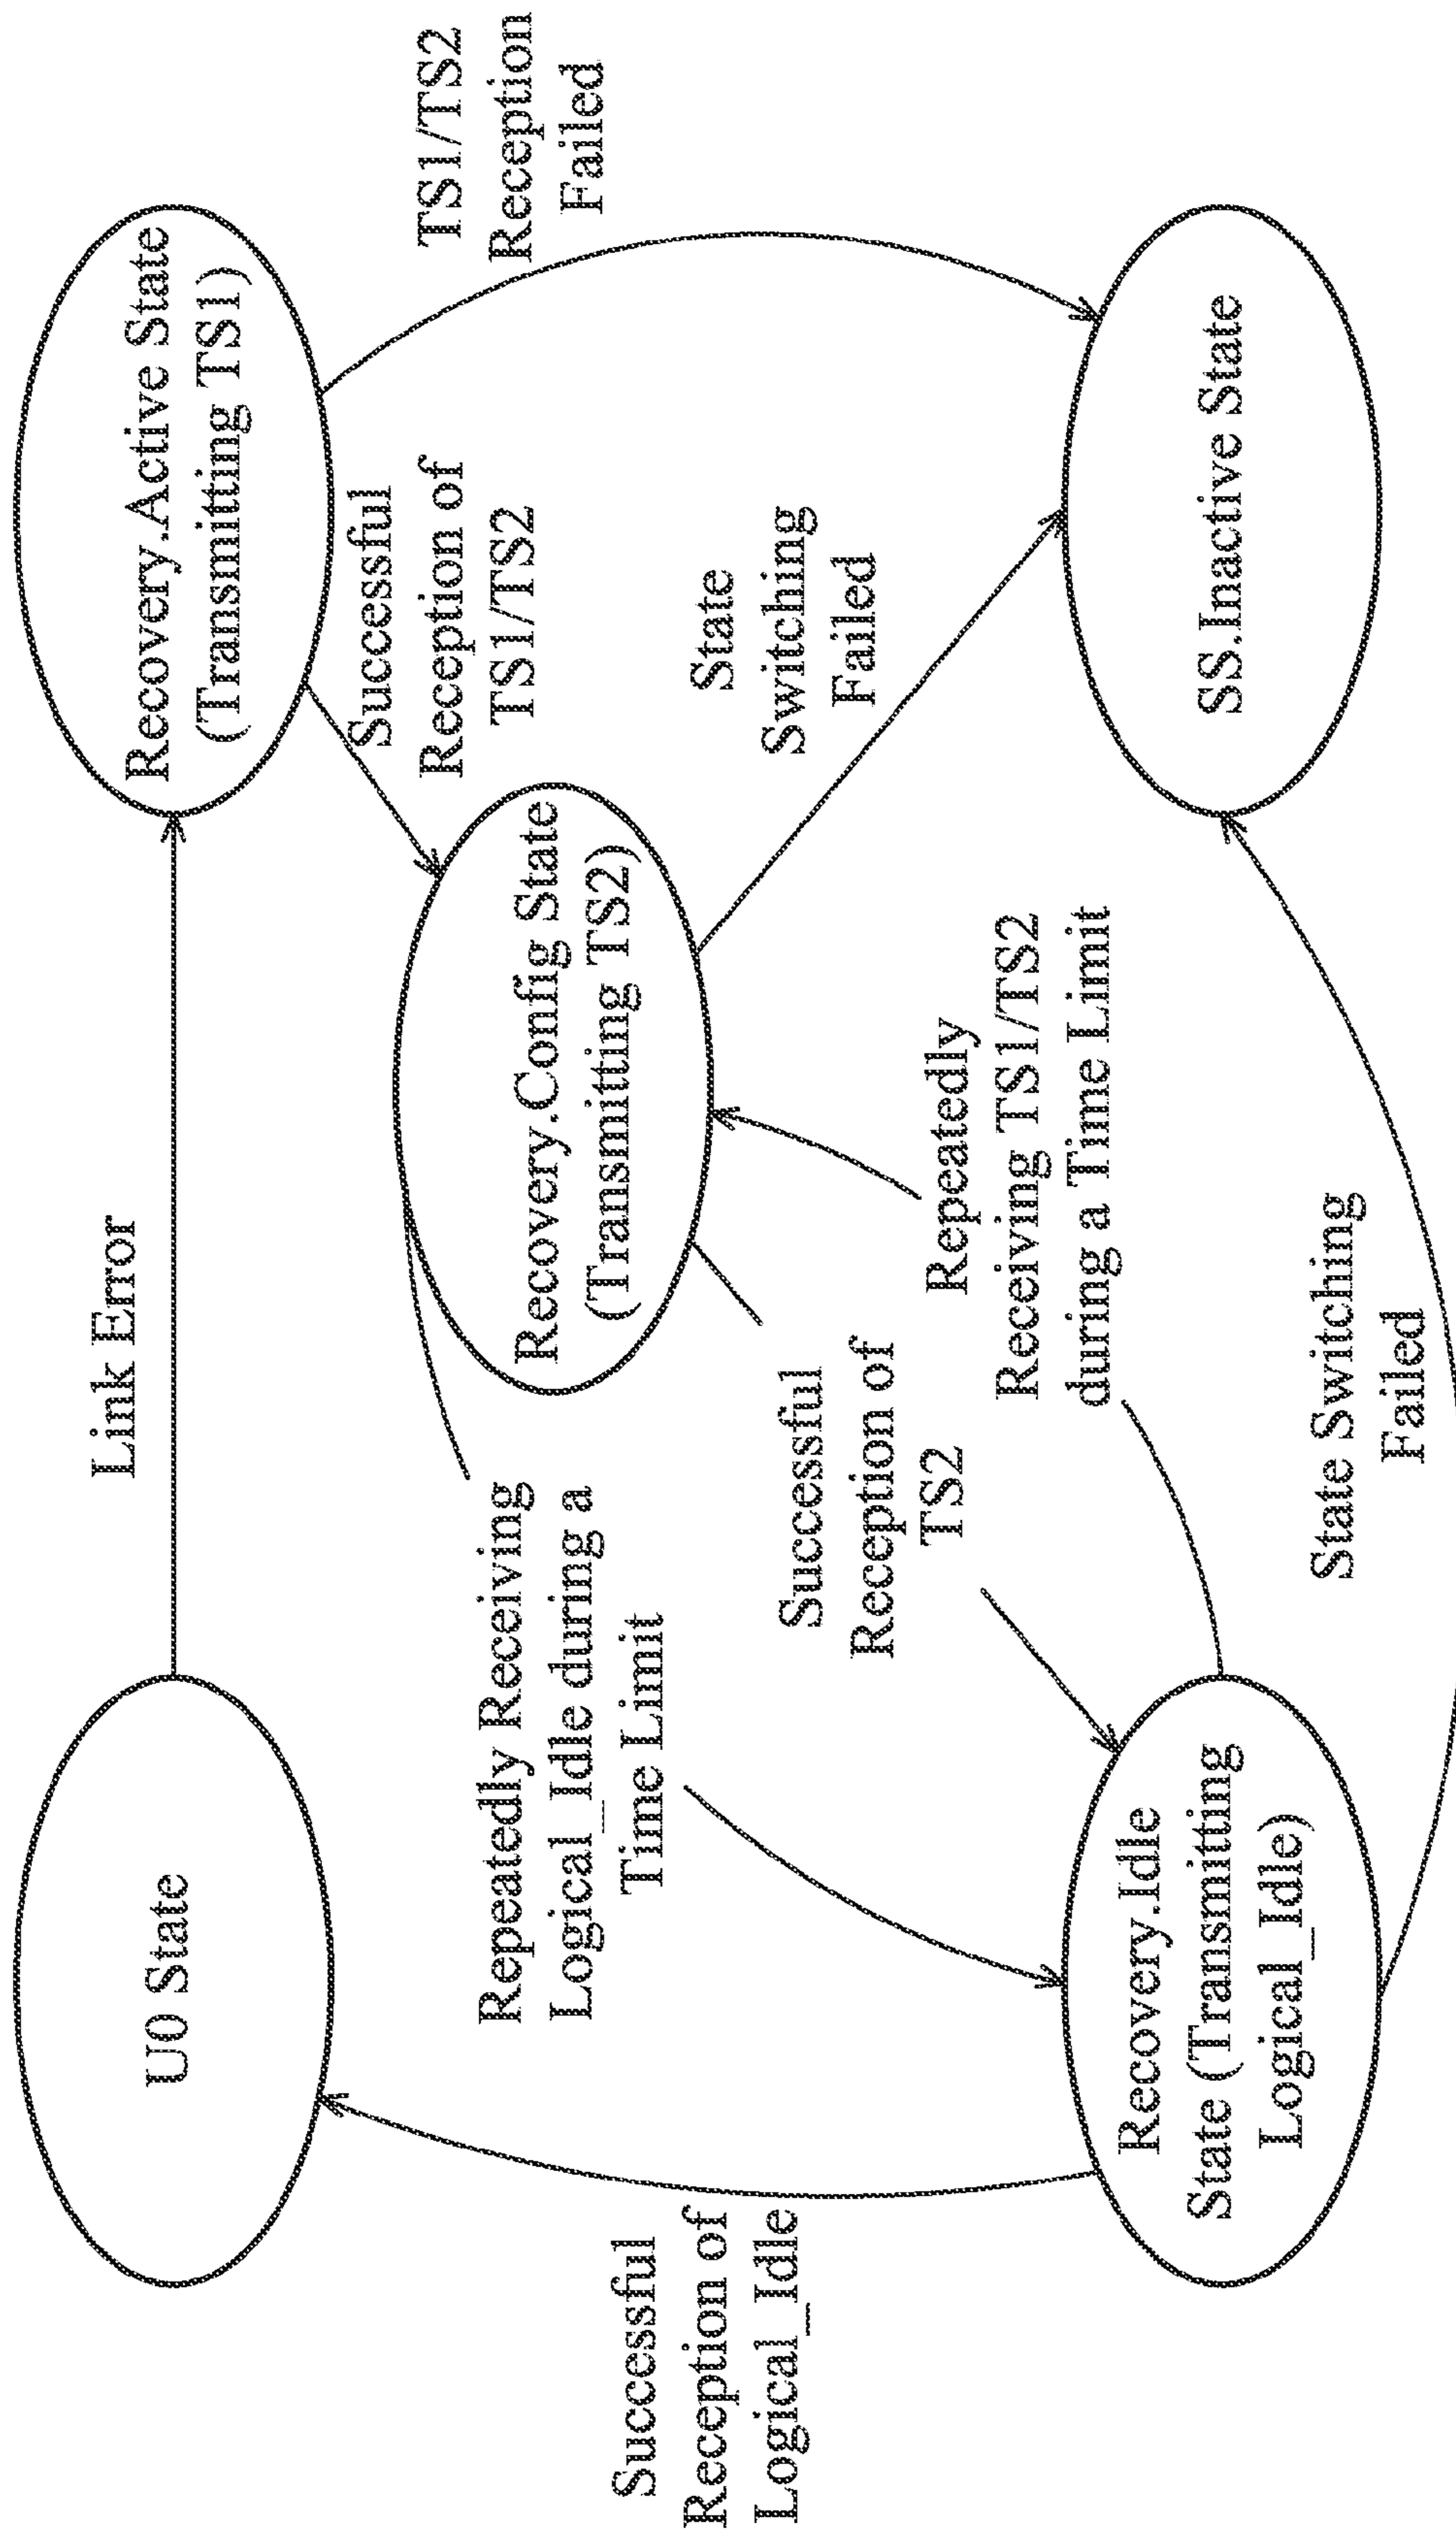 U0 State
Link Error
Recovery.Active State
(Transmitting TS1)
TS1/TS2
Reception
Failed
Successful
Reception of
TS1/TS2
Recovery.Config State
(Transmitting TS2)
Repeatedly Receiving
Logical_Idle during a
Time Limit
State
Switching
Failed
Successful
Reception of
Logical_Idle
Successful
Reception of
TS2
Repeatedly
Receiving TS1/TS2
during a Time Limit
Recovery.Idle
State (Transmitting
Logical_Idle)
SS.Inactive State
State Switching
Failed